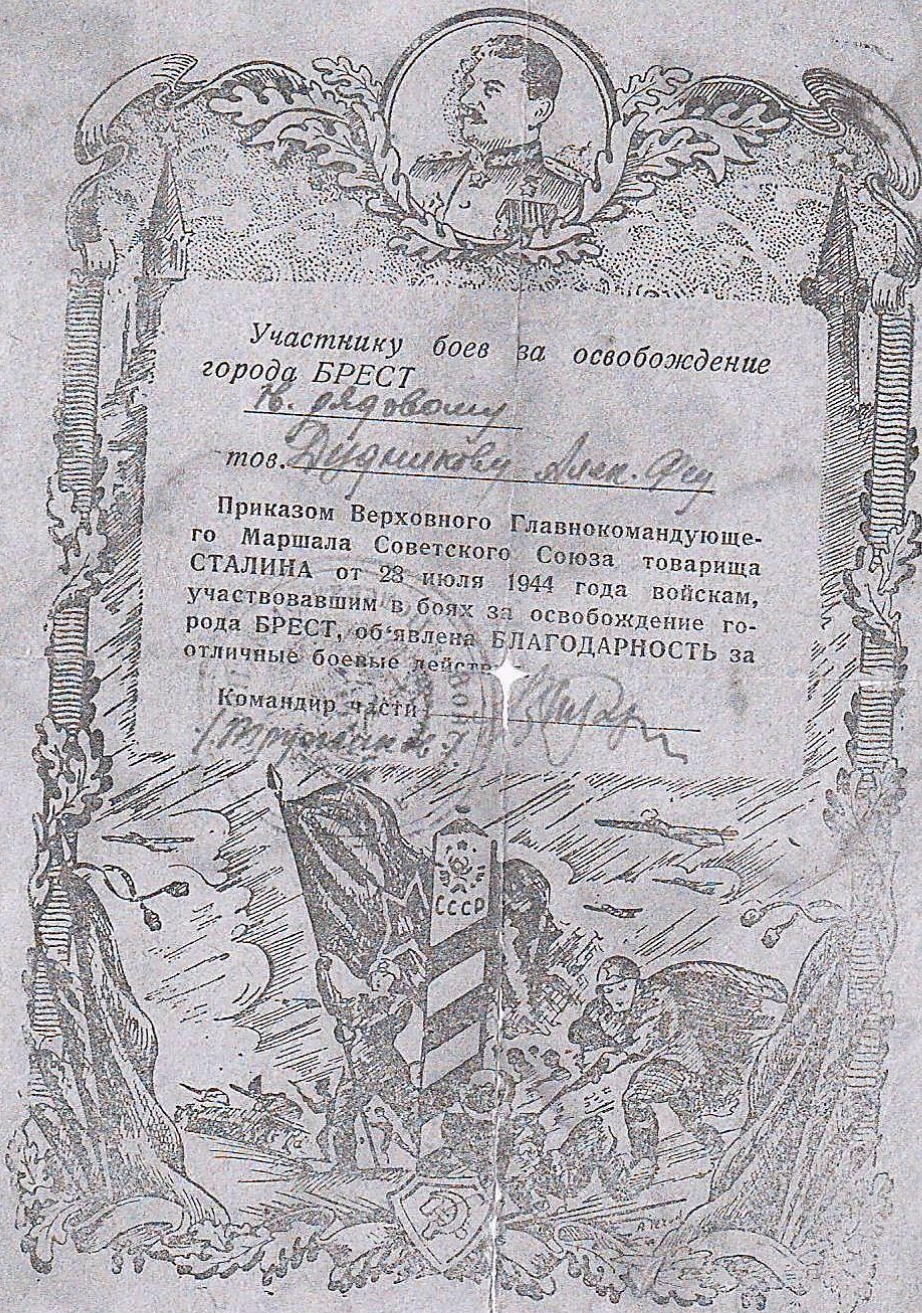 Участнику боев за освобождение
города БРЕСТ
рядовому
тов. Дудникову Алек.
Приказом Верховного Главнокомандующе-
го Маршала Советского Союза товарища
СТАЛИНА от 28 июля 1944 года войскам,
участвовавшим в боях за освобождение го-
рода БРЕСТ, об‘явлена БЛАГОДАРНОСТЬ за
отличные боевые
Командир части
СССР